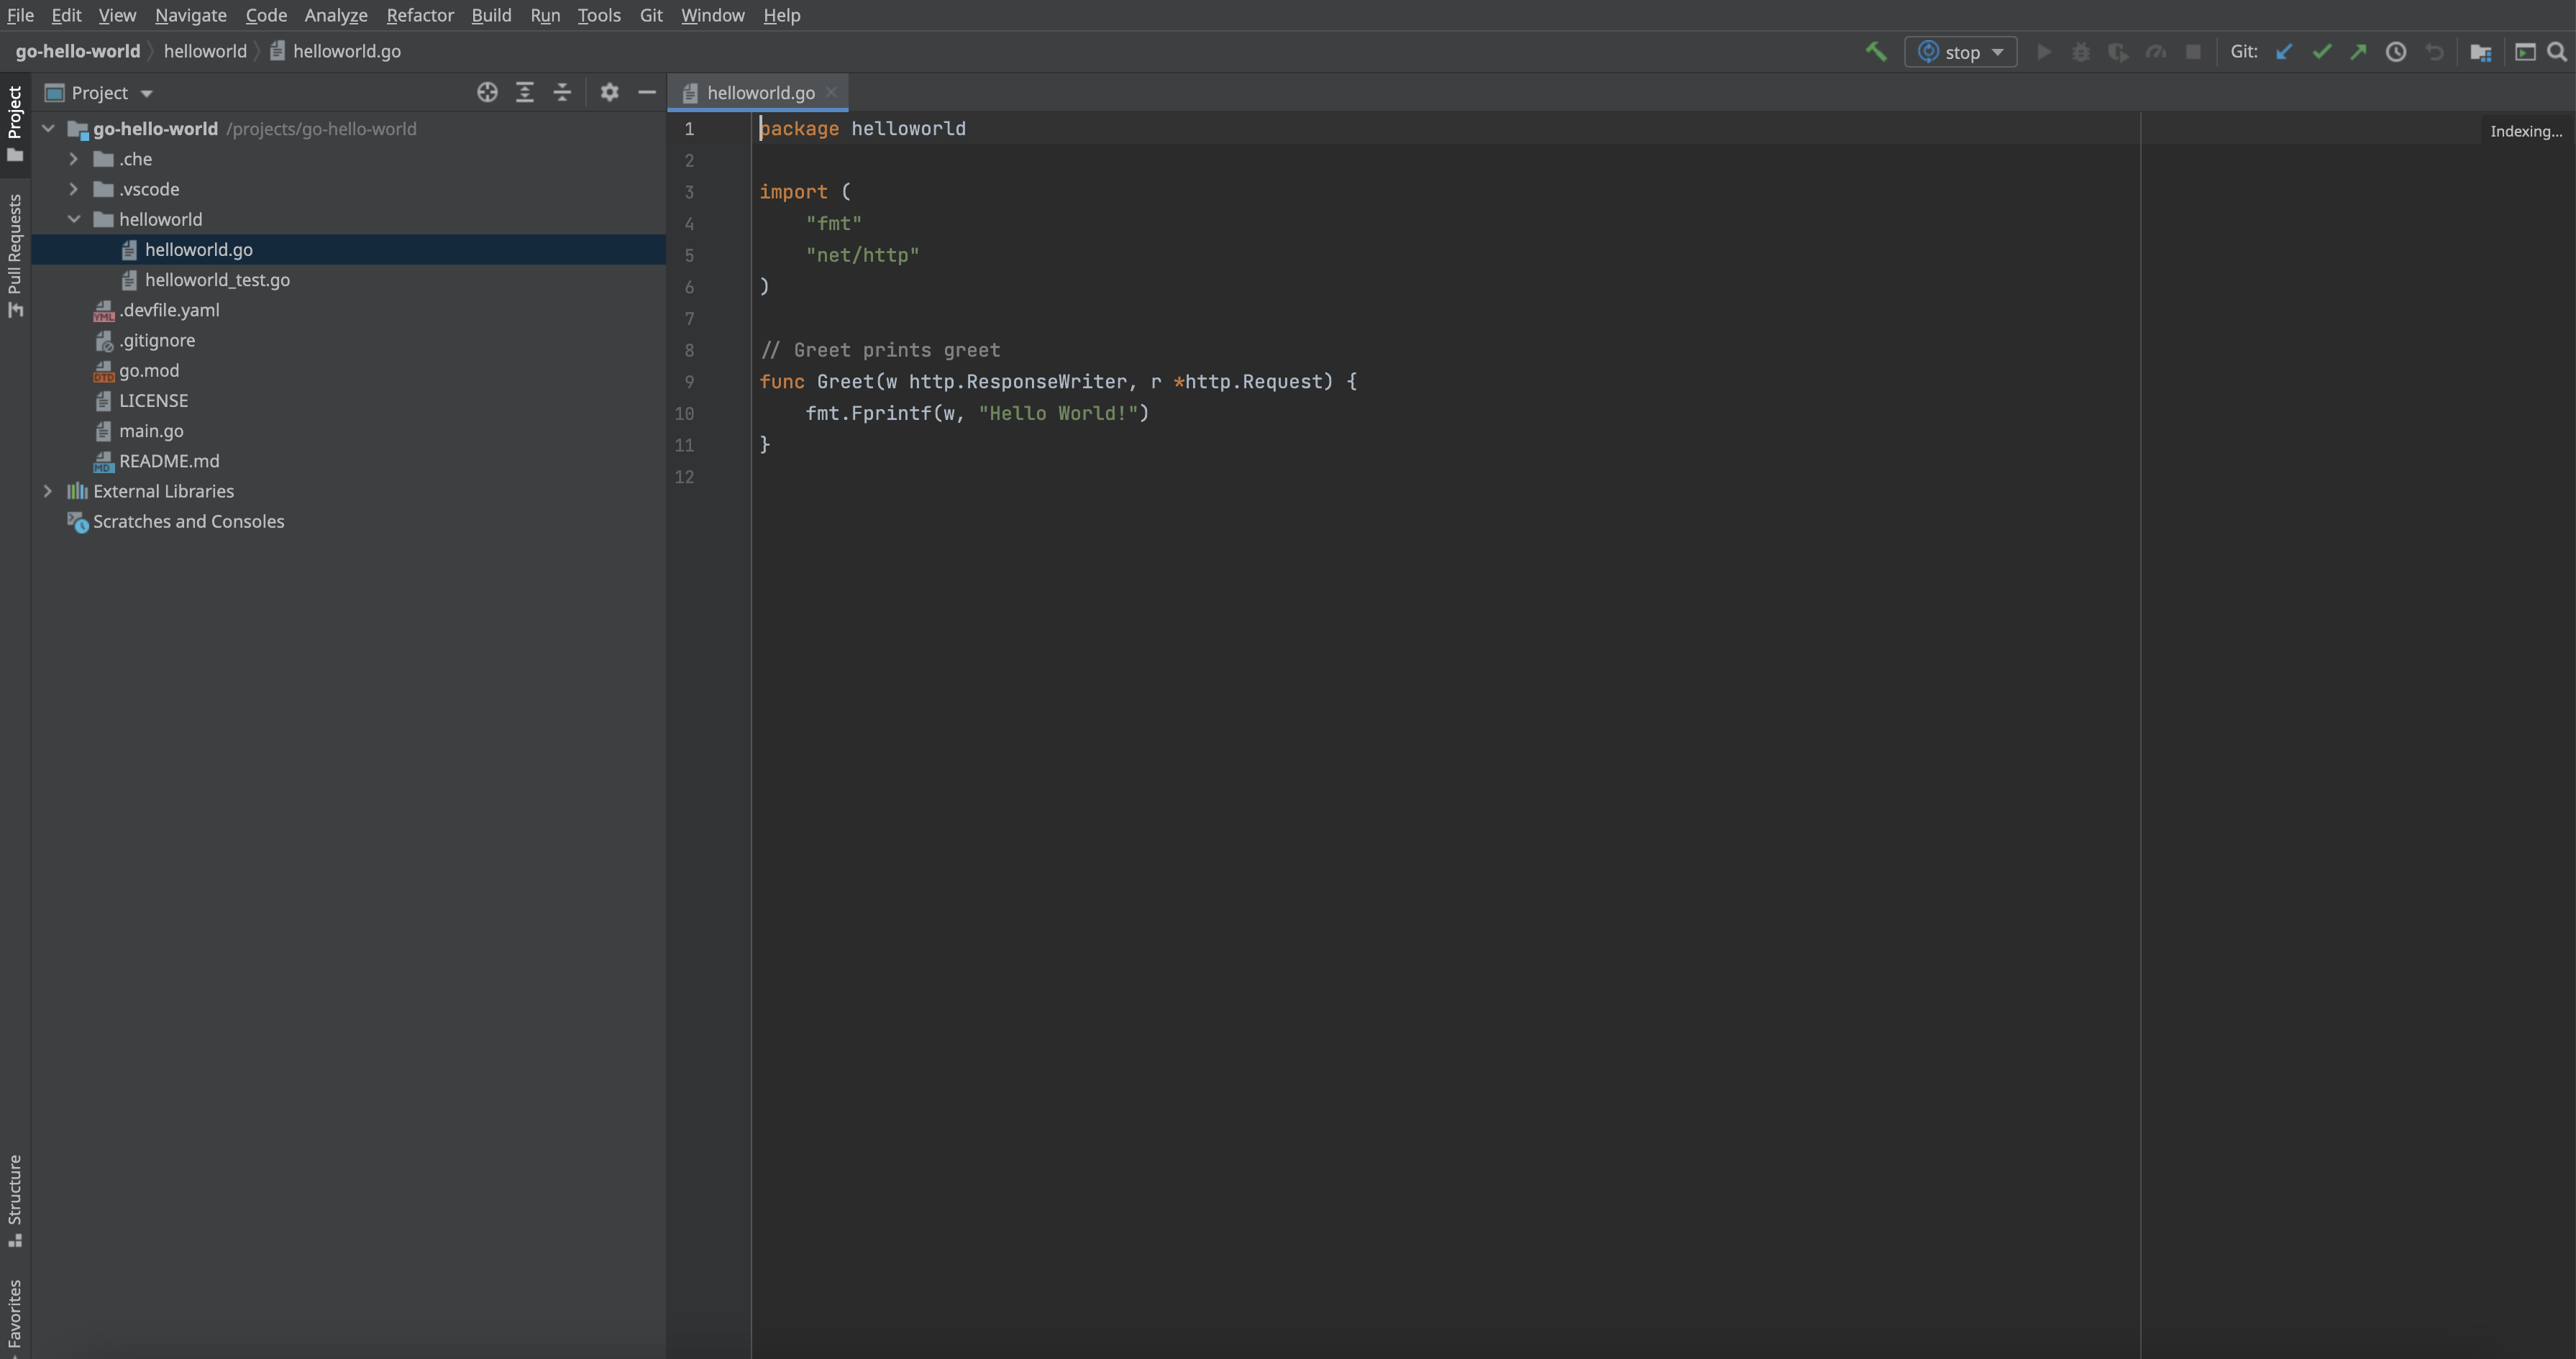 File Edit View Navigate Code Analyze Refactor Build Run Tools Git Window Help
go-hello-world helloworld helloworld.go
stop
Git:
Project
Pull Requests
Structure
Favorites
Project
go-hello-world /projects/go-hello-world
.che
.vscode
helloworld
helloworld.go
helloworld_test.go
YML .devfile.yaml
.gitignore
DTD go.mod
LICENSE
main.go
MD README.md
External Libraries
Scratches and Consoles
helloworld.go
1 package helloworld
2
3 import (
4 "fmt"
5 "net/http"
6 )
7
8 // Greet prints greet
9 func Greet(w http.ResponseWriter, r *http.Request) {
10 fmt.Fprintf(w, "Hello World!")
11 }
12
Indexing...